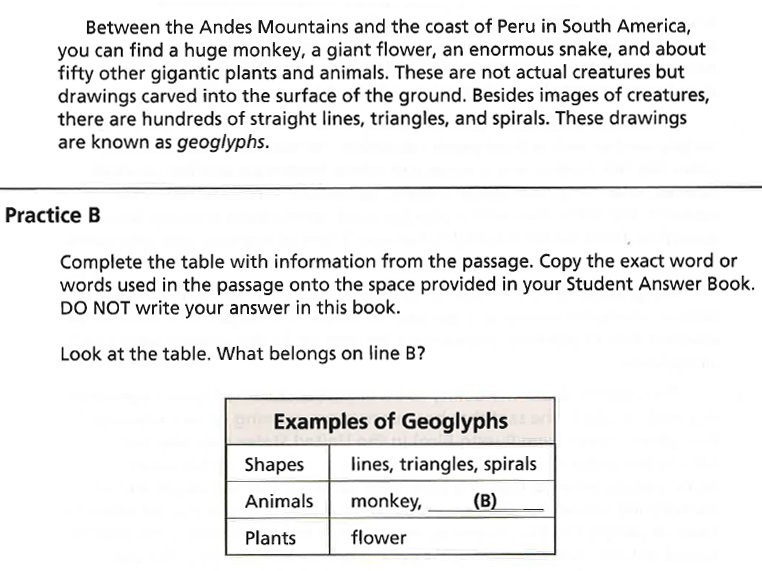 Between the Andes Mountains and the coast of Peru in South America,
you can find a huge monkey, a giant flower, an enormous snake, and about
fifty other gigantic plants and animals. These are not actual creatures but
drawings carved into the surface of the ground. Besides images of creatures,
there are hundreds of straight lines, triangles, and spirals. These drawings
are known as geoglyphs.
Practice B
Complete the table with information from the passage. Copy the exact word or
words used in the passage onto the space provided in your Student Answer Book.
DO NOT write your answer in this book.
Look at the table. What belongs on line B?
Examples of Geoglyphs
Shapes lines, triangles, spirals
Animals monkey, (B)
Plants flower